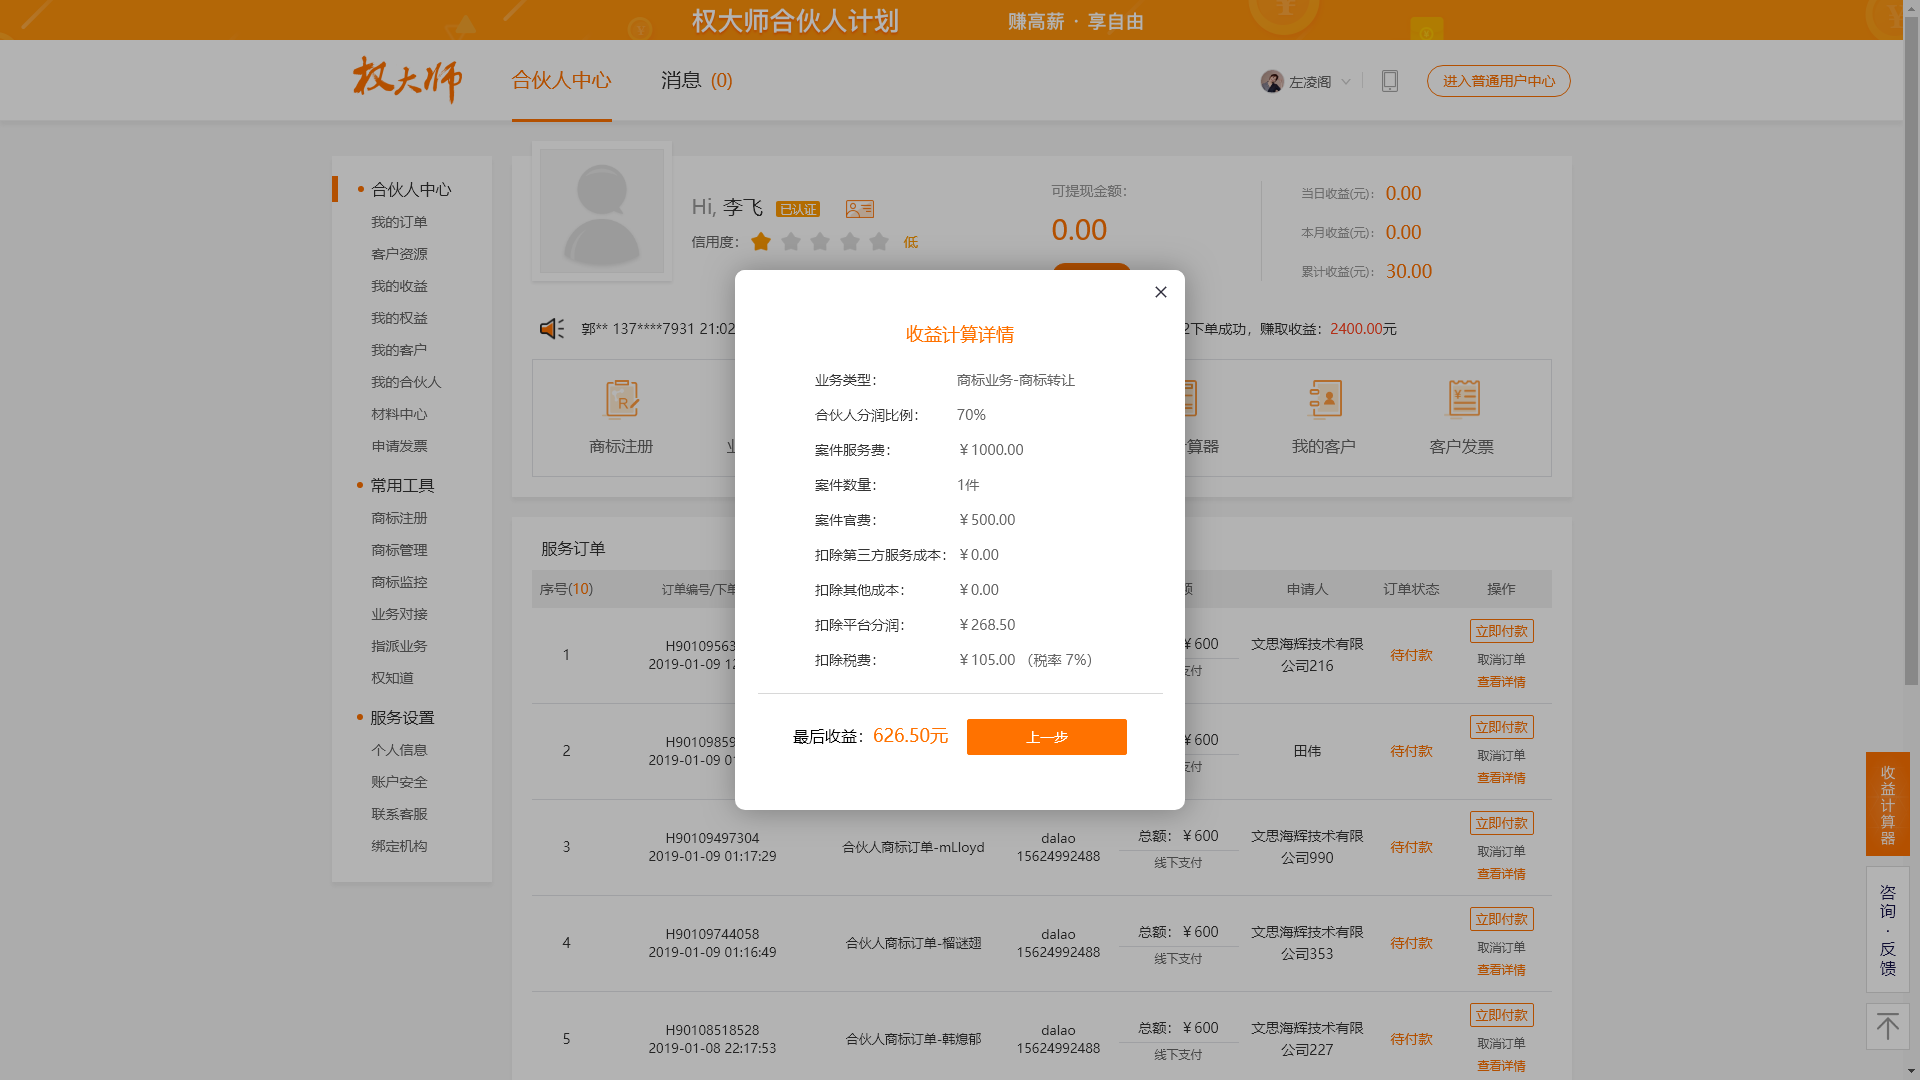 权大师合伙人计划 赚高薪 · 享自由
权大师 合伙人中心 消息 (0) 左凌阁 进入普通用户中心
合伙人中心
我的订单
客户资源
我的收益
我的权益
我的客户
我的合伙人
材料中心
申请发票
常用工具
商标注册
商标管理
商标监控
业务对接
指派业务
权知道
服务设置
个人信息
账户安全
联系客服
绑定机构
Hi, 李飞 已认证
信用度： 低
可提现金额：
0.00
当日收益(元)： 0.00
本月收益(元)： 0.00
累计收益(元)： 30.00
郭** 137****7931 21:02
2下单成功，赚取收益：2400.00元
商标注册
算器
我的客户
客户发票
收益计算详情
业务类型： 商标业务-商标转让
合伙人分润比例： 70%
案件服务费： ￥1000.00
案件数量： 1件
案件官费： ￥500.00
扣除第三方服务成本： ￥0.00
扣除其他成本： ￥0.00
扣除平台分润： ￥268.50
扣除税费： ￥105.00 （税率 7%）
最后收益：626.50元 上一步
服务订单
序号(10) 订单编号/下单 额 申请人 订单状态 操作
1 H90109563 2019-01-09 12 ￥600 支付 文思海辉技术有限公司216 待付款 立即付款 取消订单 查看详情
2 H9010985 2019-01-09 01 ￥600 支付 田伟 待付款 立即付款 取消订单 查看详情
3 H90109497304 2019-01-09 01:17:29 合伙人商标订单-mLloyd dalao 15624992488 总额：￥600 线下支付 文思海辉技术有限公司990 待付款 立即付款 取消订单 查看详情
4 H90109744058 2019-01-09 01:16:49 合伙人商标订单-榴谜翅 dalao 15624992488 总额：￥600 线下支付 文思海辉技术有限公司353 待付款 立即付款 取消订单 查看详情
5 H90108518528 2019-01-08 22:17:53 合伙人商标订单-韩熄郁 dalao 15624992488 总额：￥600 线下支付 文思海辉技术有限公司227 待付款 立即付款 取消订单 查看详情
收益计算器
咨询·反馈